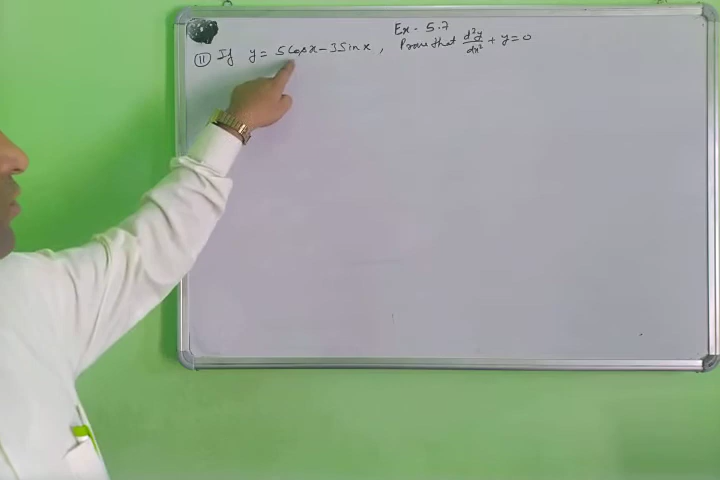 Ex - 5.7
(11) If y = 5 Cos x - 3 Sin x , Prove that d²y/dx² + y = 0